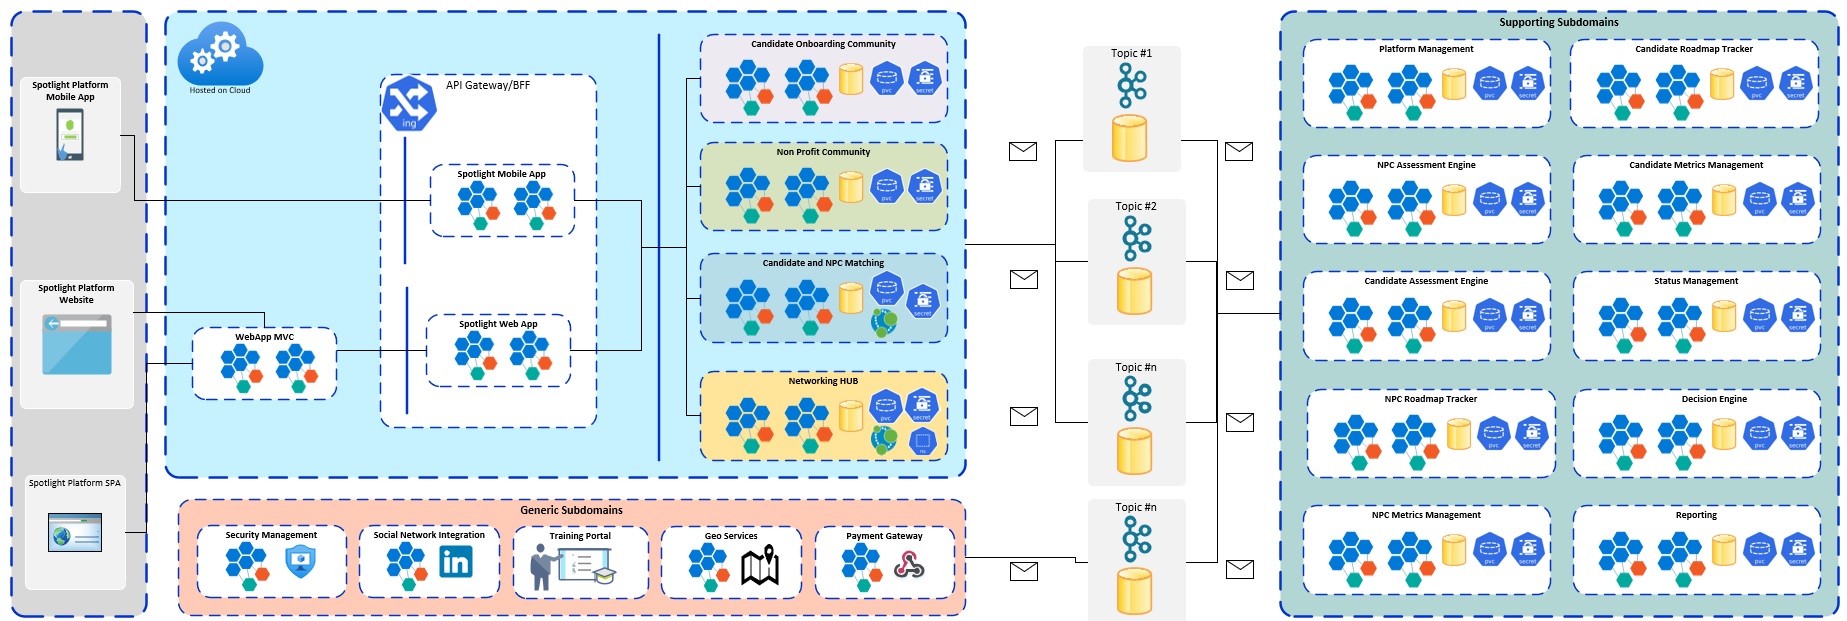 Spotlight Platform
Mobile App
Spotlight Platform
Website
Spotlight Platform SPA
Hosted on Cloud
WebApp MVC
API Gateway/BFF
ing
Spotlight Mobile App
Spotlight Web App
Candidate Onboarding Community
pvc
secret
Non Profit Community
pvc
secret
Candidate and NPC Matching
pvc
secret
Networking HUB
pvc
secret
ns
Generic Subdomains
Security Management
Social Network Integration
in
Training Portal
Geo Services
Payment Gateway
Topic #1
Topic #2
Topic #n
Topic #n
Supporting Subdomains
Platform Management
pvc
secret
Candidate Roadmap Tracker
pvc
secret
NPC Assessment Engine
pvc
secret
Candidate Metrics Management
pvc
secret
Candidate Assessment Engine
pvc
secret
Status Management
pvc
secret
NPC Roadmap Tracker
pvc
secret
Decision Engine
pvc
secret
NPC Metrics Management
pvc
secret
Reporting
pvc
secret